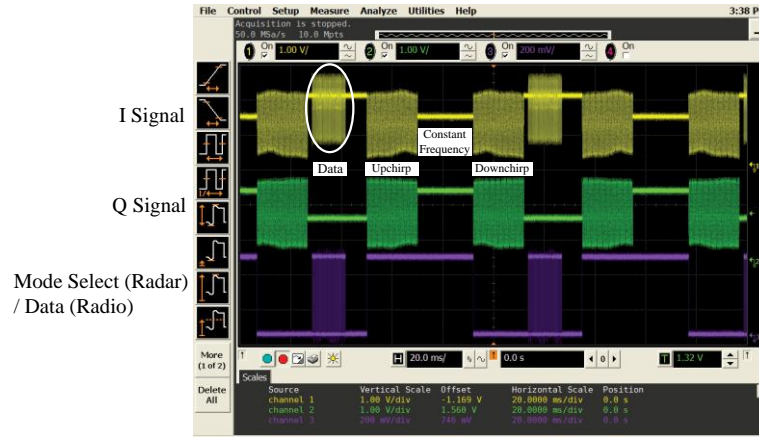 File Control Setup Measure Analyze Utilities Help 3:38 P
Acquisition is stopped.
50.0 MSa/s 10.0 Mpts
1 On 1.00 V/ 2 On 1.00 V/ 3 On 200 mV/ 4 On
I Signal
Constant
Frequency
Data Upchirp Downchirp
Q Signal
Mode Select (Radar)
/ Data (Radio)
More
(1 of 2)
H 20.0 ms/ 0.0 s 0 T 1.32 V
Delete
All
Scales
Source Vertical Scale Offset Horizontal Scale Position
channel 1 1.00 V/div -1.169 V 20.0000 ms/div 0.0 s
channel 2 1.00 V/div 1.560 V 20.0000 ms/div 0.0 s
channel 3 200 mV/div 746 mV 20.0000 ms/div 0.0 s